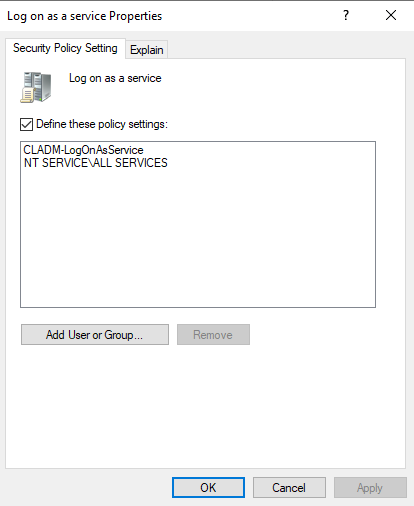 Log on as a service Properties
?
Security Policy Setting
Explain
Log on as a service
Define these policy settings:
CLADM-LogOnAsService
NT SERVICE\ALL SERVICES
Add User or Group...
Remove
OK
Cancel
Apply